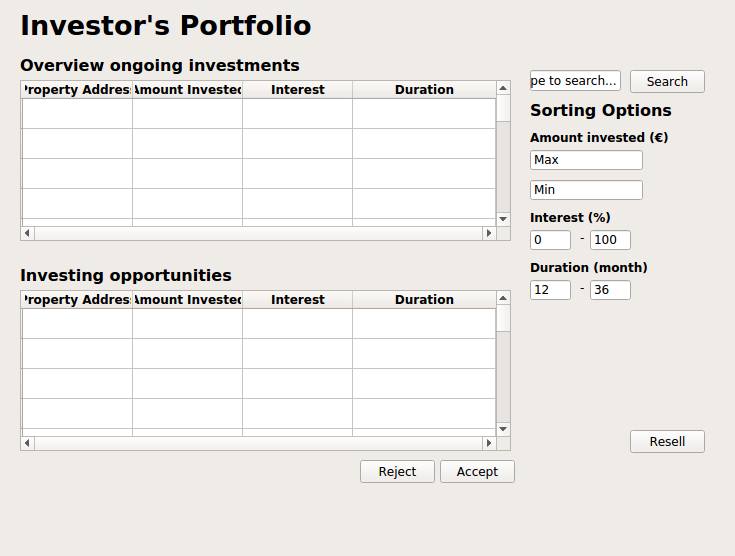 Investor's Portfolio
Overview ongoing investments
Property Address Amount Invested Interest Duration
Investing opportunities
Property Address Amount Invested Interest Duration
Reject Accept
pe to search... Search
Sorting Options
Amount invested (€)
Max
Min
Interest (%)
0 - 100
Duration (month)
12 - 36
Resell